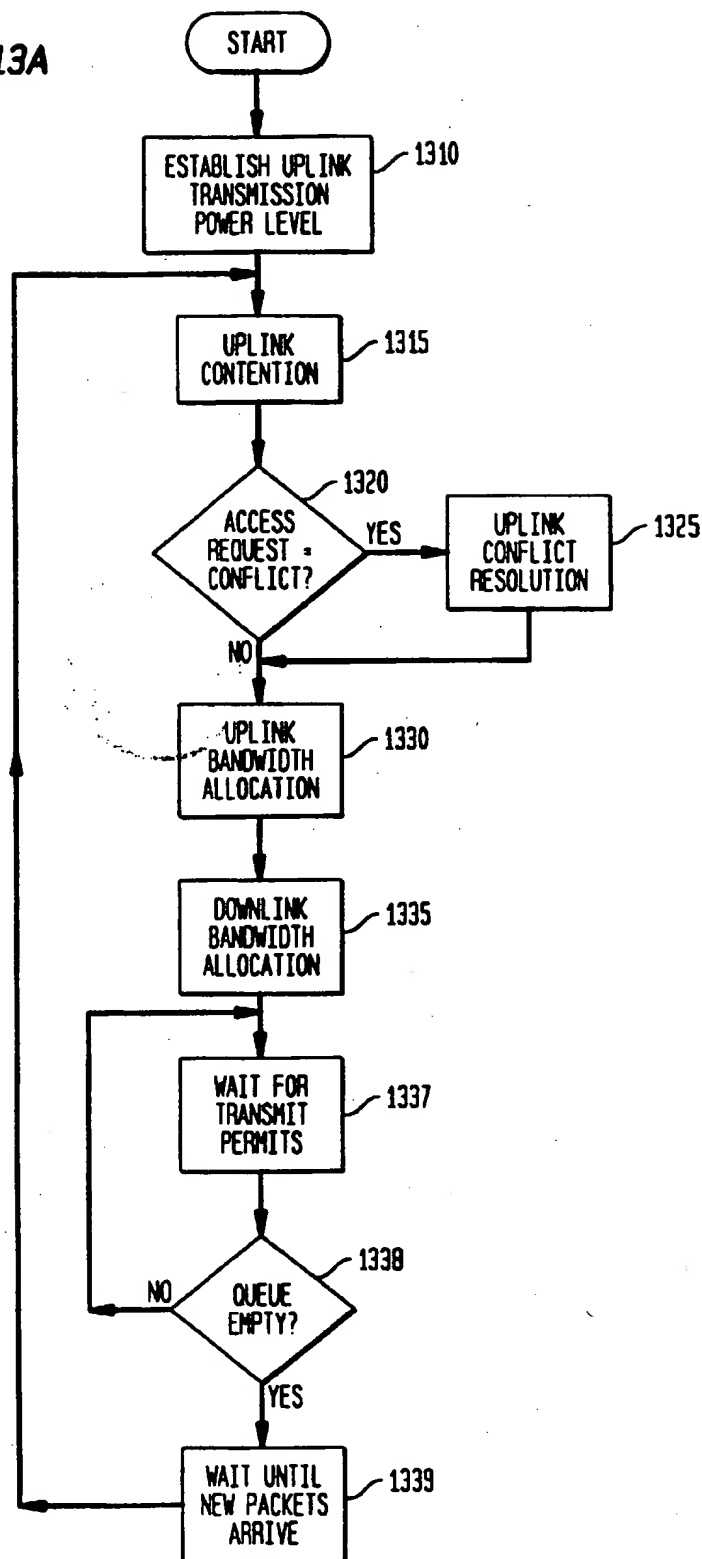 13A
START
ESTABLISH UPLINK
TRANSMISSION
POWER LEVEL
1310
UPLINK
CONTENTION
1315
ACCESS
REQUEST =
CONFLICT?
1320
YES
UPLINK
CONFLICT
RESOLUTION
1325
NO
UPLINK
BANDWIDTH
ALLOCATION
1330
DOWNLINK
BANDWIDTH
ALLOCATION
1335
WAIT FOR
TRANSMIT
PERMITS
1337
QUEUE
EMPTY?
1338
NO
YES
WAIT UNTIL
NEW PACKETS
ARRIVE
1339